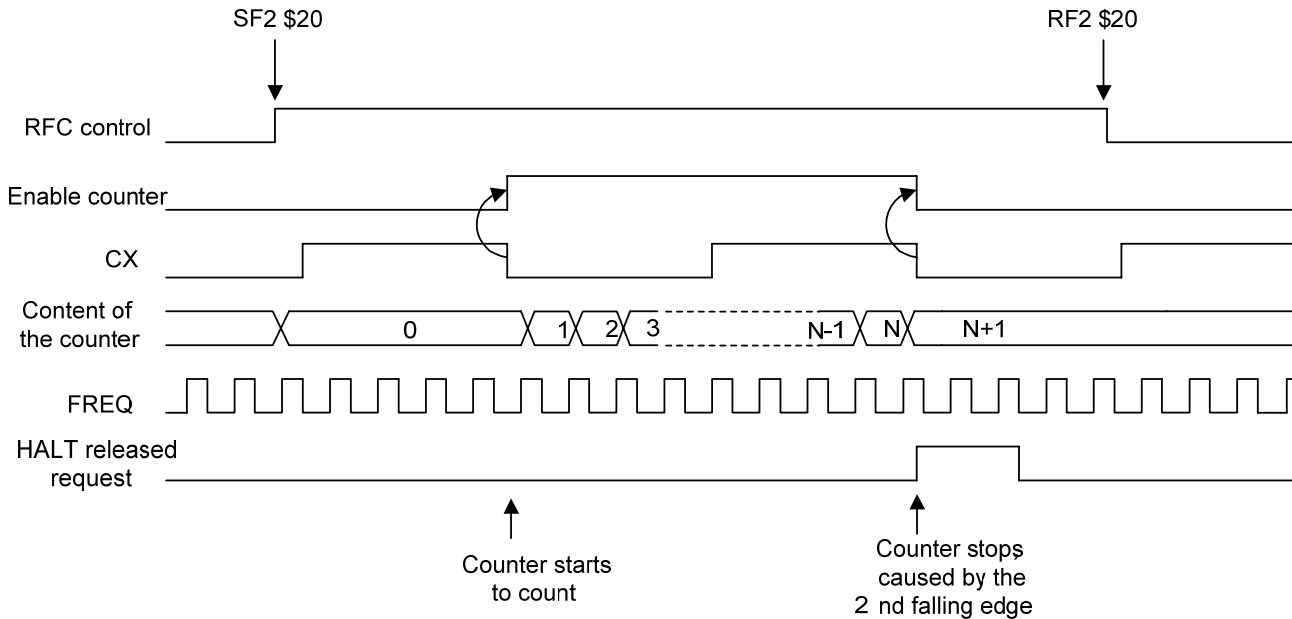 SF2 $20
RF2 $20
RFC control
Enable counter
CX
Content of
the counter
0
1
2
3
N-1
N
N+1
FREQ
HALT released
request
Counter starts
to count
Counter stops
caused by the
2 nd falling edge